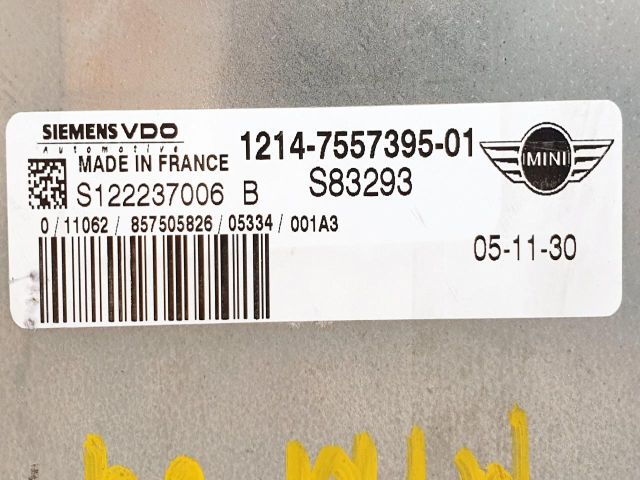 SIEMENS VDO
Automotive
MADE IN FRANCE
1214-7557395-01
MINI
S122237006 B
S83293
0/11062/857505826/05334/001A3
05-11-30